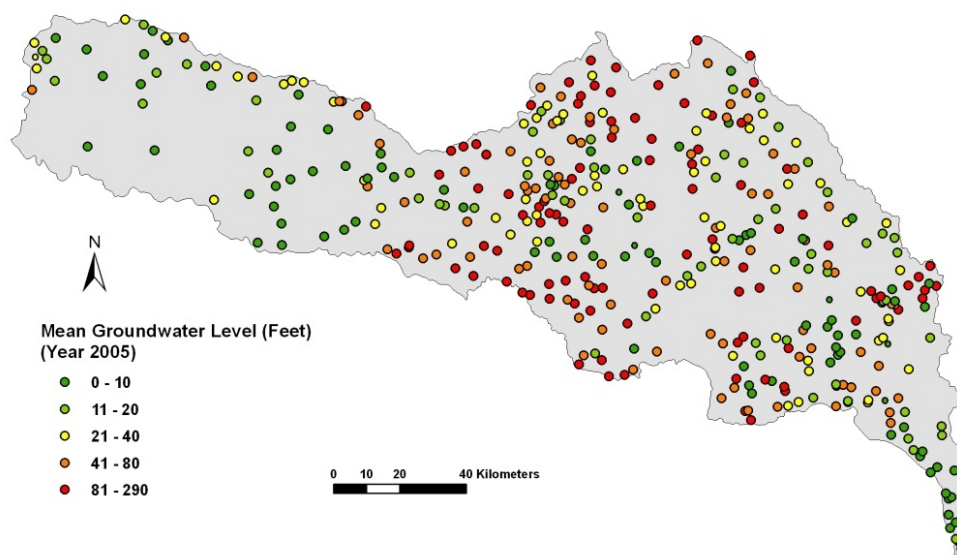 N
Mean Groundwater Level (Feet)
(Year 2005)
0 - 10
11 - 20
21 - 40
41 - 80
81 - 290
0 10 20 40 Kilometers